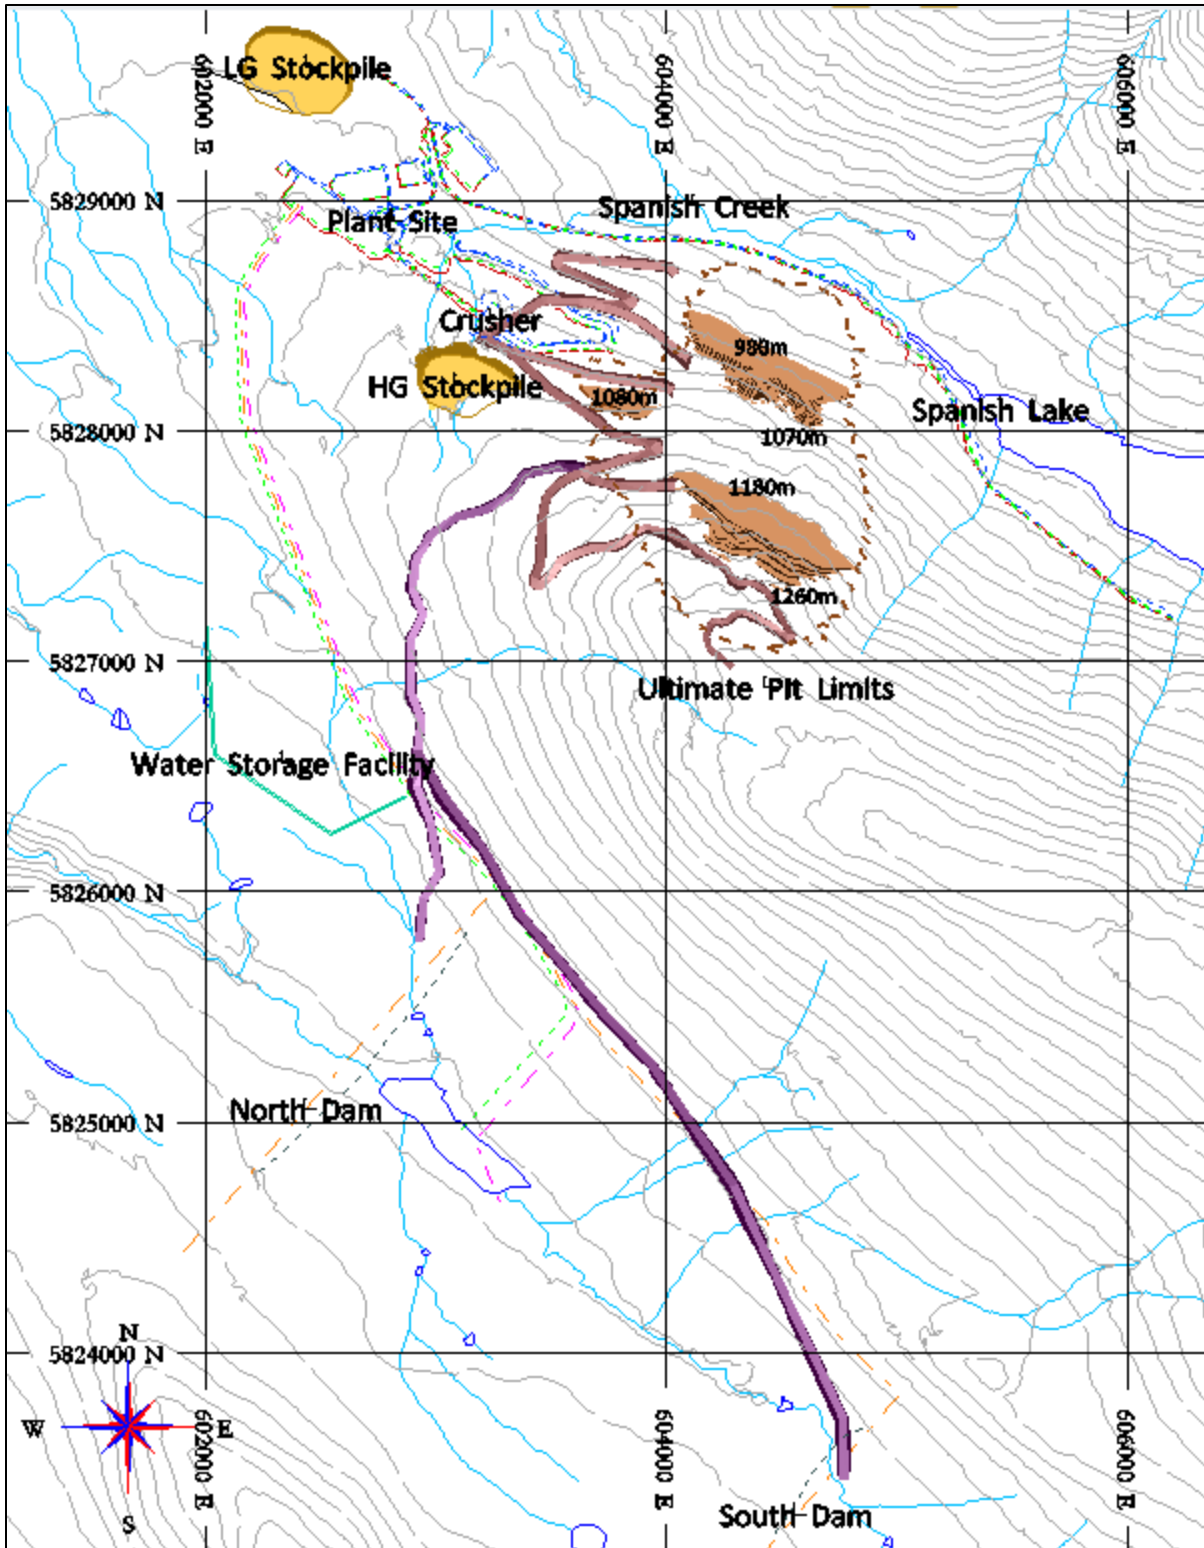 LG Stockpile
602000 E
604000 E
606000 E
5829000 N
Plant Site
Spanish Creek
Crusher
980m
HG Stockpile
1080m
Spanish Lake
5828000 N
1070m
1180m
1260m
5827000 N
Ultimate Pit Limits
Water Storage Facility
5826000 N
North Dam
5825000 N
N
5824000 N
W
E
S
602000 E
604000 E
606000 E
South Dam